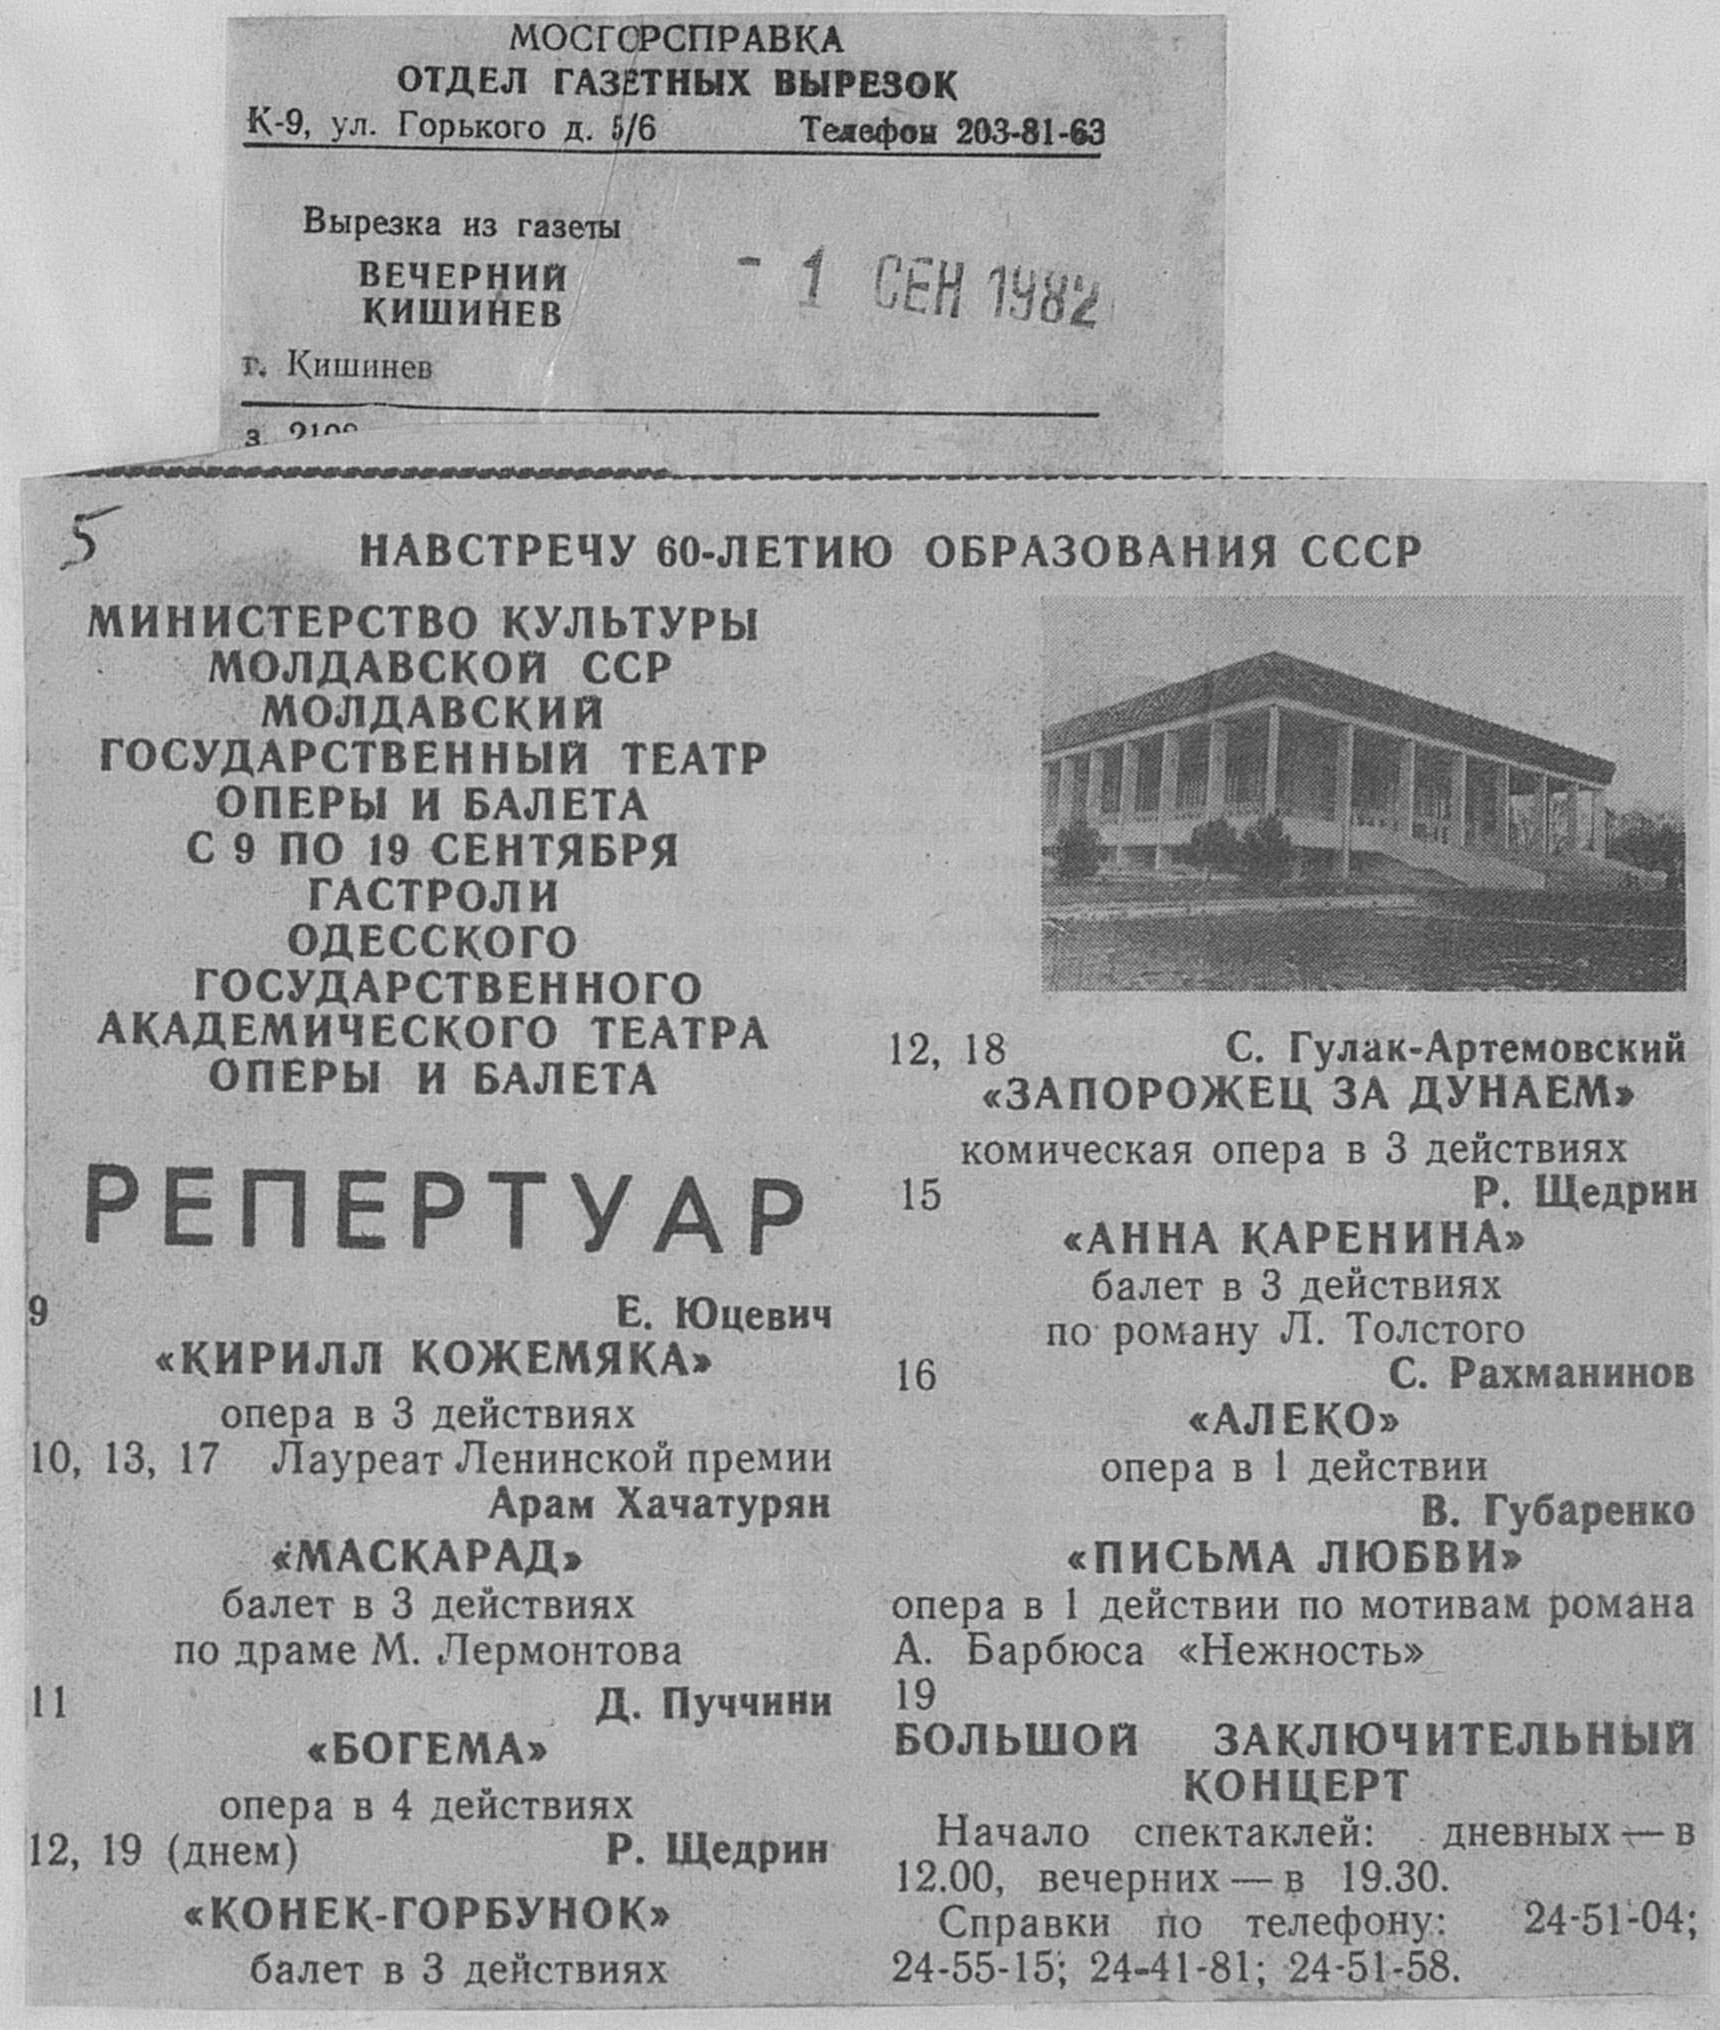 МОСГОРСПРАВКА
ОТДЕЛ ГАЗЕТНЫХ ВЫРЕЗОК
К-9, ул. Горького д. 5/6 Телефон 203-81-63
Вырезка из газеты
ВЕЧЕРНИЙ
КИШИНЕВ
- 1 СЕН 1982
г. Кишинев
з. 2109
5
НАВСТРЕЧУ 60-ЛЕТИЮ ОБРАЗОВАНИЯ СССР
МИНИСТЕРСТВО КУЛЬТУРЫ
МОЛДАВСКОЙ ССР
МОЛДАВСКИЙ
ГОСУДАРСТВЕННЫЙ ТЕАТР
ОПЕРЫ И БАЛЕТА
С 9 ПО 19 СЕНТЯБРЯ
ГАСТРОЛИ
ОДЕССКОГО
ГОСУДАРСТВЕННОГО
АКАДЕМИЧЕСКОГО ТЕАТРА
ОПЕРЫ И БАЛЕТА
РЕПЕРТУАР
9 Е. Юцевич
«КИРИЛЛ КОЖЕМЯКА»
опера в 3 действиях
10, 13, 17 Лауреат Ленинской премии
Арам Хачатурян
«МАСКАРАД»
балет в 3 действиях
по драме М. Лермонтова
11 Д. Пуччини
«БОГЕМА»
опера в 4 действиях
12, 19 (днем) Р. Щедрин
«КОНЕК-ГОРБУНОК»
балет в 3 действиях
12, 18 С. Гулак-Артемовский
«ЗАПОРОЖЕЦ ЗА ДУНАЕМ»
комическая опера в 3 действиях
15 Р. Щедрин
«АННА КАРЕНИНА»
балет в 3 действиях
по роману Л. Толстого
16 С. Рахманинов
«АЛЕКО»
опера в 1 действии
В. Губаренко
«ПИСЬМА ЛЮБВИ»
опера в 1 действии по мотивам романа
А. Барбюса «Нежность»
19
БОЛЬШОЙ ЗАКЛЮЧИТЕЛЬНЫЙ
КОНЦЕРТ
Начало спектаклей: дневных — в
12.00, вечерних — в 19.30.
Справки по телефону: 24-51-04;
24-55-15; 24-41-81; 24-51-58.